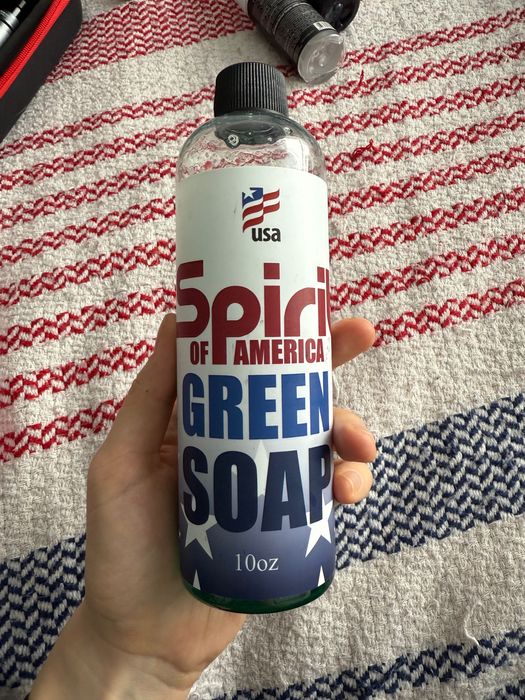 usa
Spirit
OF AMERICA
GREEN
SOAP
10oz